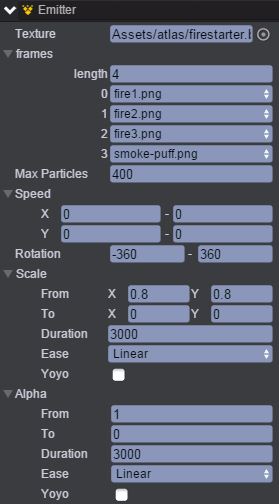 Emitter
Texture Assets/atlas/firestarter.
frames
length 4
0 fire1.png
1 fire2.png
2 fire3.png
3 smoke-puff.png
Max Particles 400
Speed
X 0 - 0
Y 0 - 0
Rotation -360 - 360
Scale
From X 0.8 Y 0.8
To X 0 Y 0
Duration 3000
Ease Linear
Yoyo
Alpha
From 1
To 0
Duration 3000
Ease Linear
Yoyo